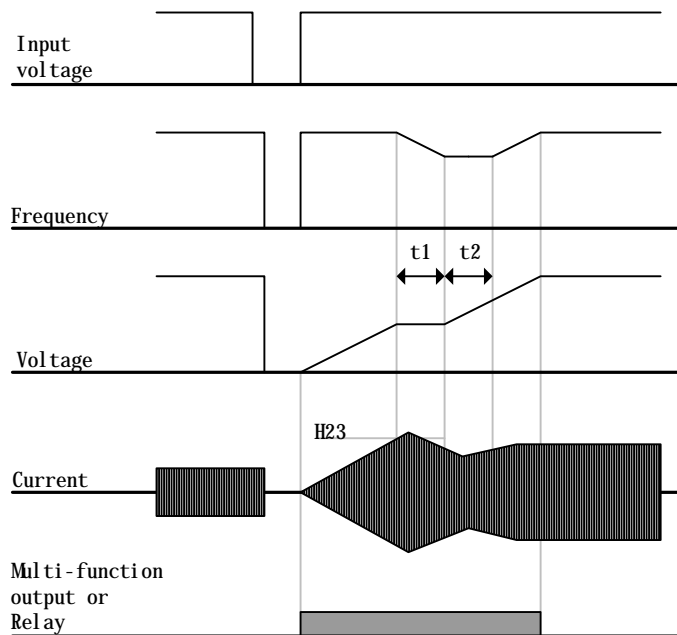 Input
voltage
Frequency
t1 t2
Voltage
H23
Current
Multi-function
output or
Relay